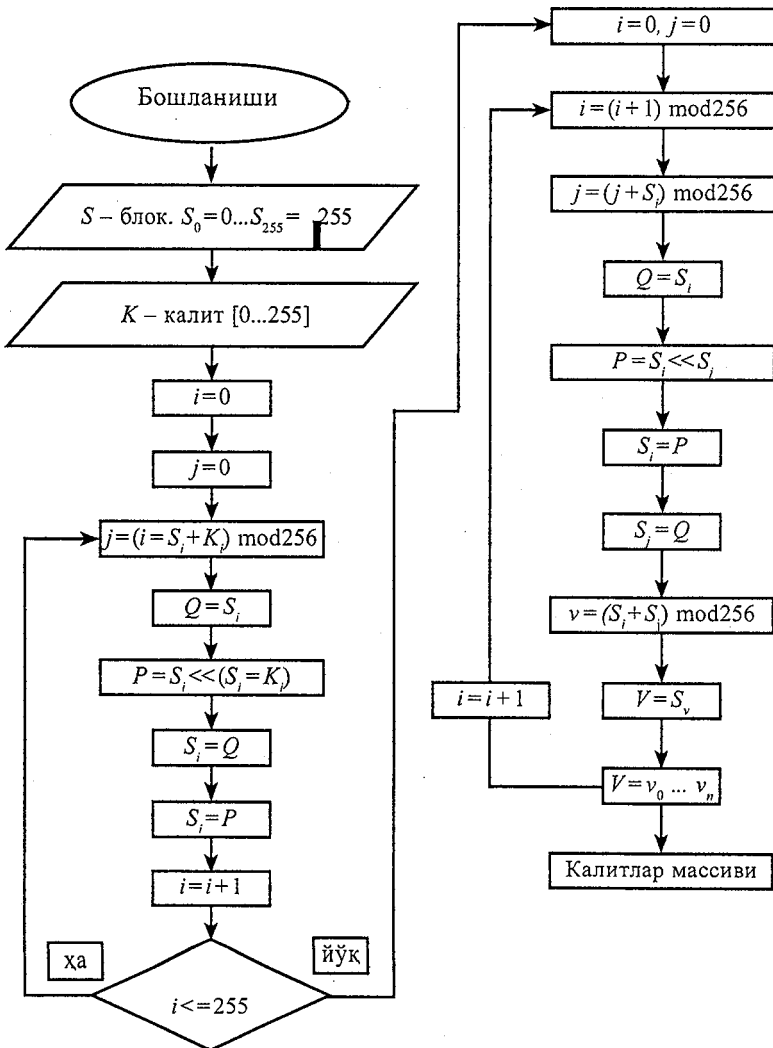 Бошланиши
S – блок. S₀=0...S₂₅₅= 255
K – калит [0...255]
i=0
j=0
j=(i=Sᵢ+Kᵢ) mod256
Q=Sᵢ
P=Sᵢ<<(Sᵢ=Kᵢ)
Sᵢ=Q
Sᵢ=P
i=i+1
ҳа
йўқ
i<=255
i=0, j=0
i=(i+1) mod256
j=(j+Sᵢ) mod256
Q=Sᵢ
P=Sᵢ<<Sⱼ
Sᵢ=P
Sⱼ=Q
v=(Sᵢ+Sⱼ) mod256
i=i+1
V=Sᵥ
V=v₀ ... vₙ
Калитлар массиви